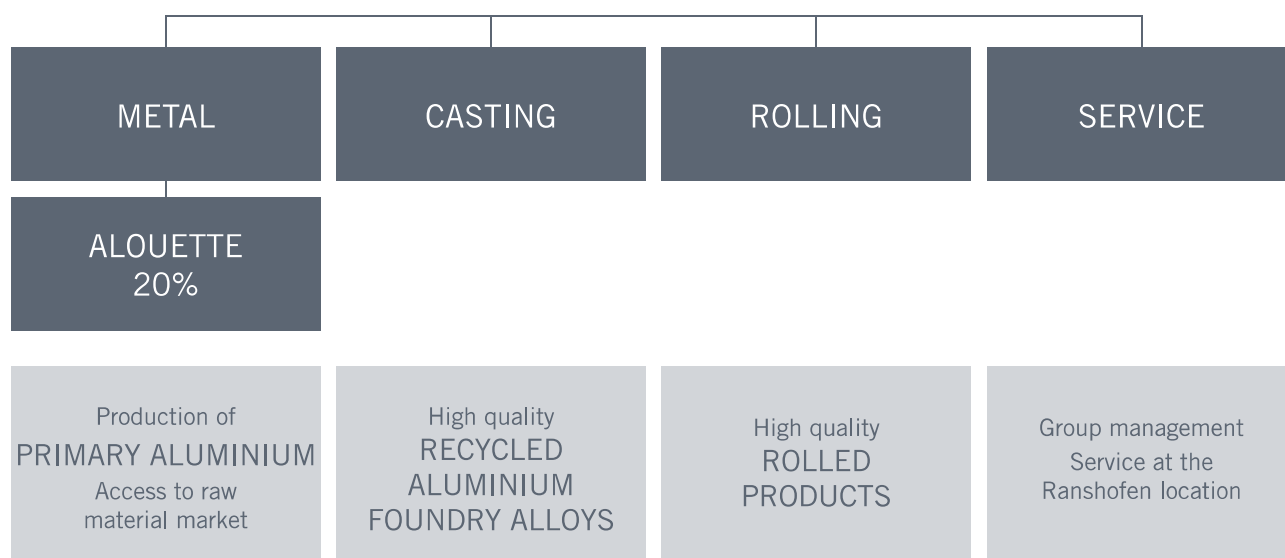 METAL
CASTING
ROLLING
SERVICE
ALOUETTE
20%
Production of
PRIMARY ALUMINIUM
Access to raw
material market
High quality
RECYCLED
ALUMINIUM
FOUNDRY ALLOYS
High quality
ROLLED
PRODUCTS
Group management
Service at the
Ranshofen location